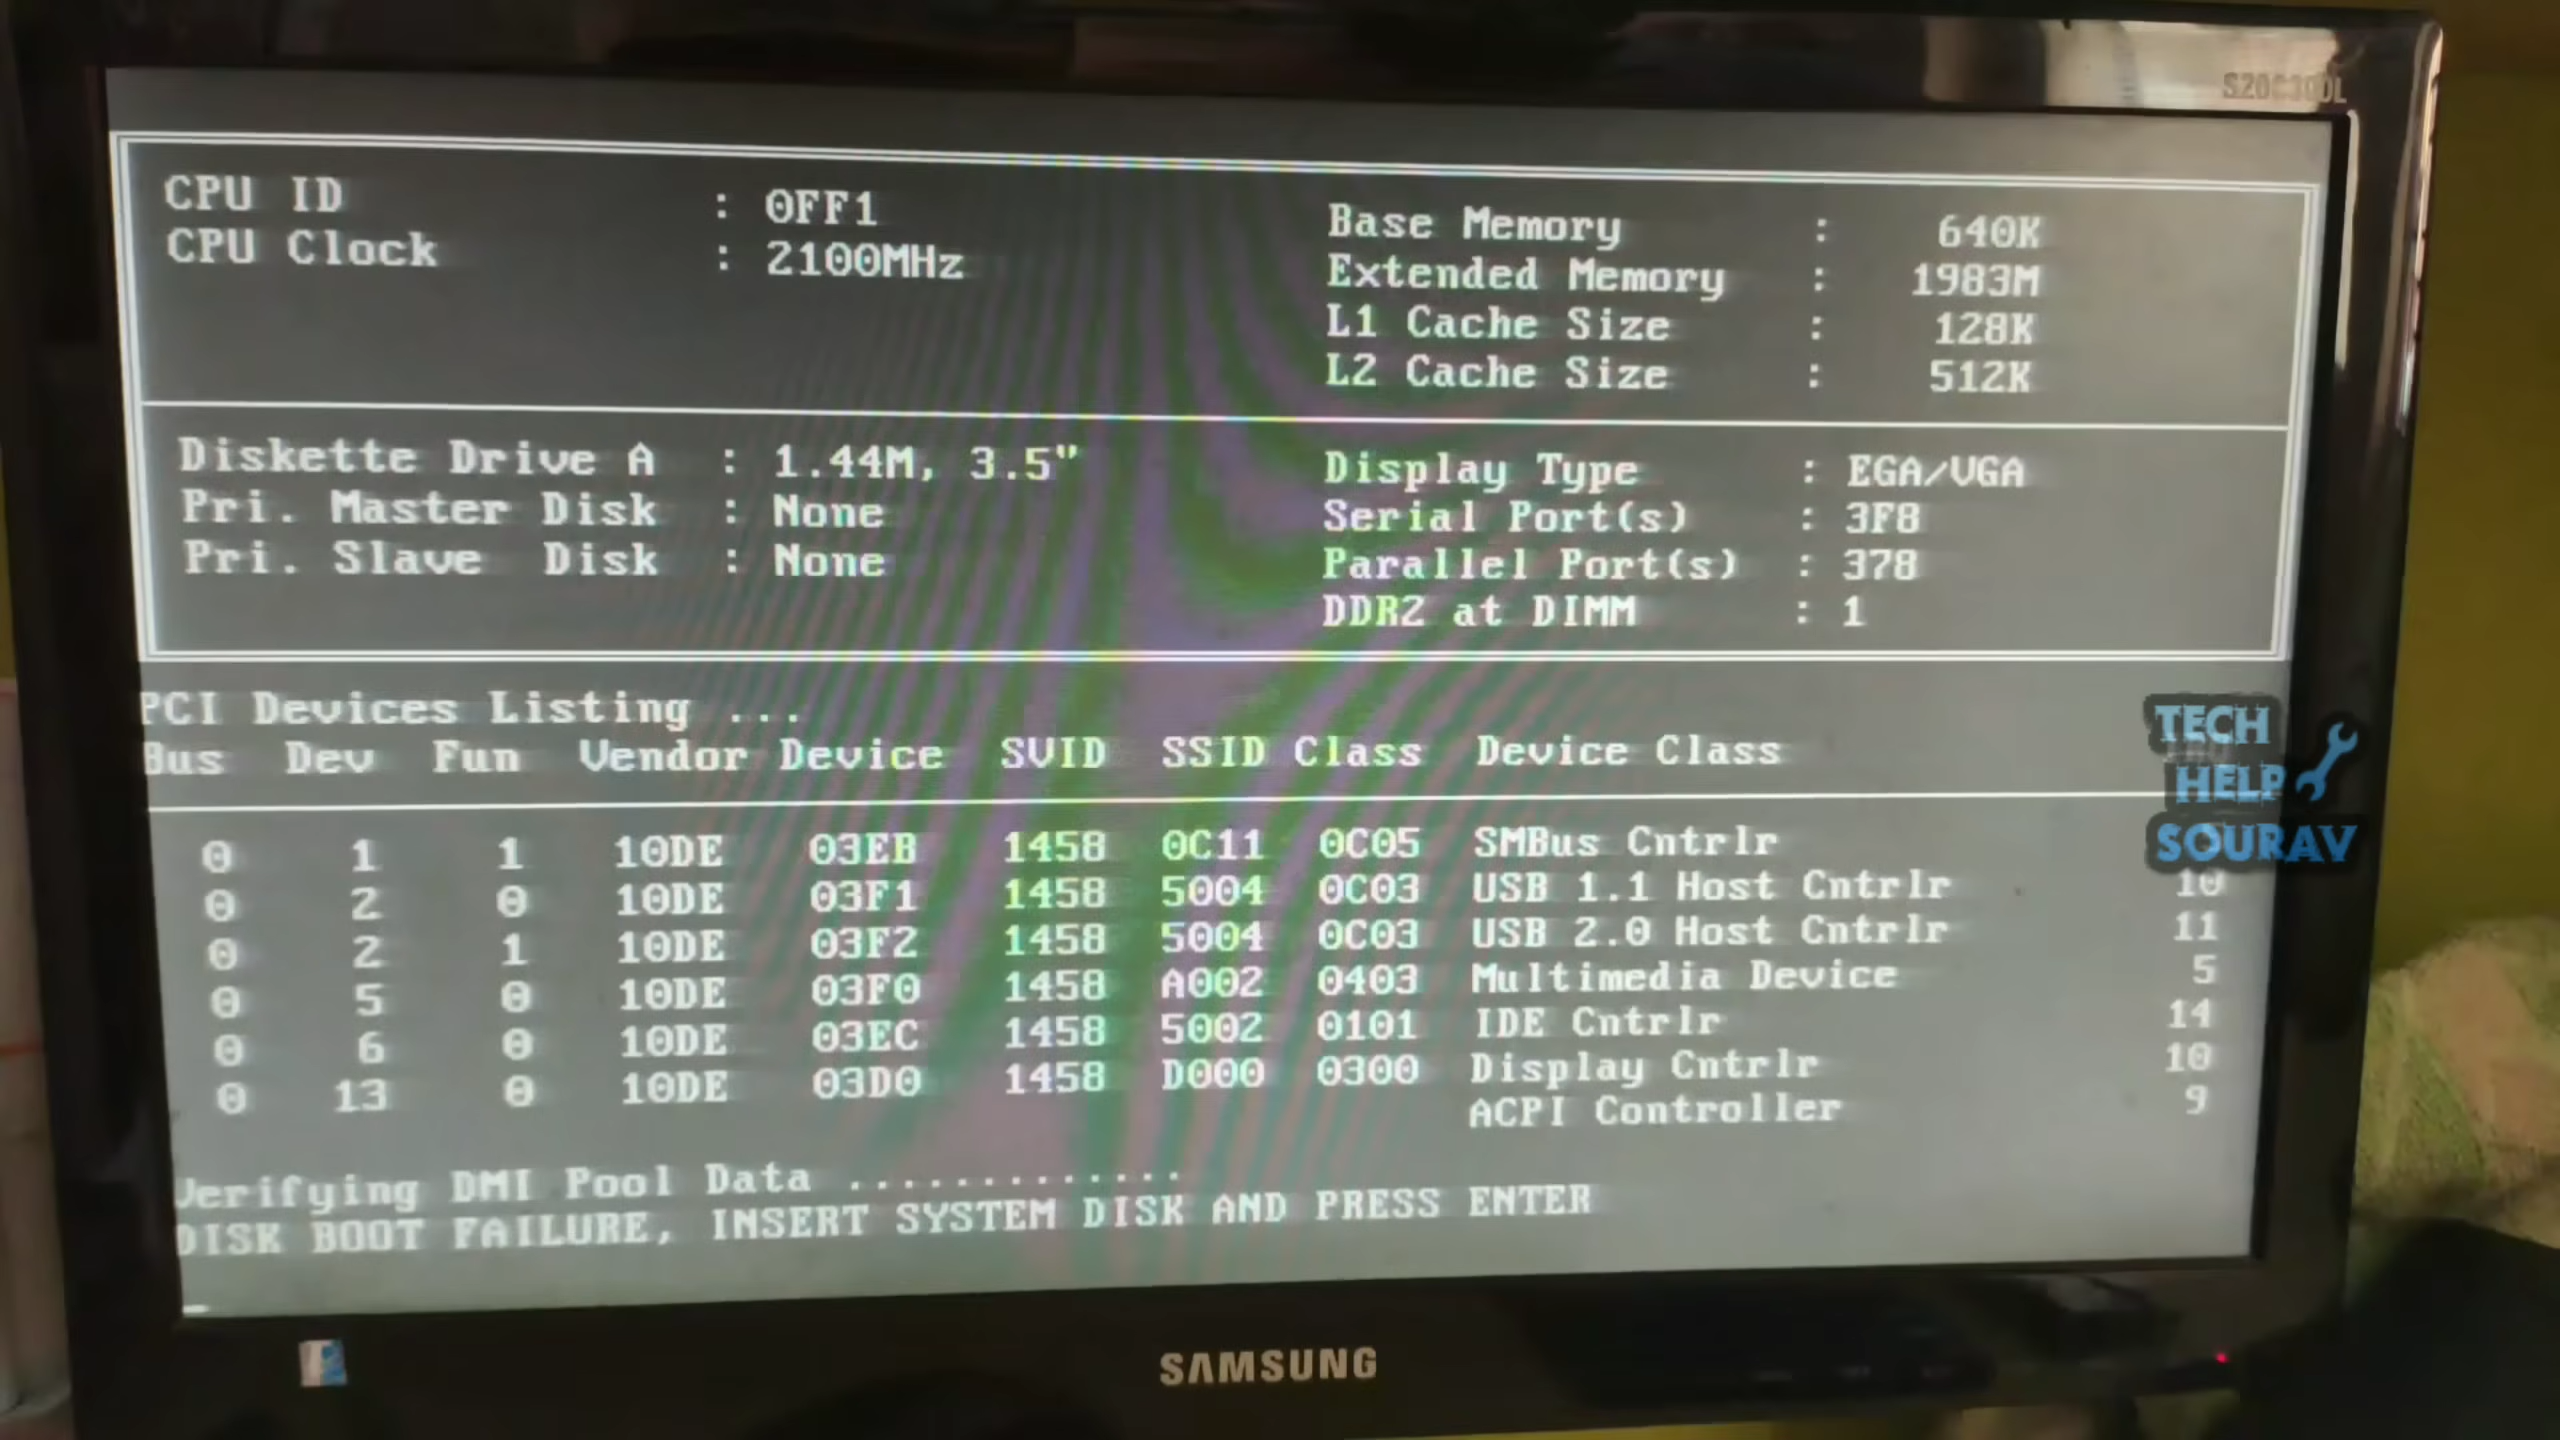 S20C300L
CPU ID : 0FF1
CPU Clock : 2100MHz
Base Memory : 640K
Extended Memory : 1983M
L1 Cache Size : 128K
L2 Cache Size : 512K
Diskette Drive A : 1.44M, 3.5"
Pri. Master Disk : None
Pri. Slave Disk : None
Display Type : EGA/VGA
Serial Port(s) : 3F8
Parallel Port(s) : 378
DDR2 at DIMM : 1
PCI Devices Listing ...
Bus Dev Fun Vendor Device SVID SSID Class Device Class
0 1 1 10DE 03EB 1458 0C11 0C05 SMBus Cntrlr
0 2 0 10DE 03F1 1458 5004 0C03 USB 1.1 Host Cntrlr 10
0 2 1 10DE 03F2 1458 5004 0C03 USB 2.0 Host Cntrlr 11
0 5 0 10DE 03F0 1458 A002 0403 Multimedia Device 5
0 6 0 10DE 03EC 1458 5002 0101 IDE Cntrlr 14
0 13 0 10DE 03D0 1458 D000 0300 Display Cntrlr 10
ACPI Controller 9
Verifying DMI Pool Data .............
DISK BOOT FAILURE, INSERT SYSTEM DISK AND PRESS ENTER
TECH
HELP
SOURAV
SAMSUNG